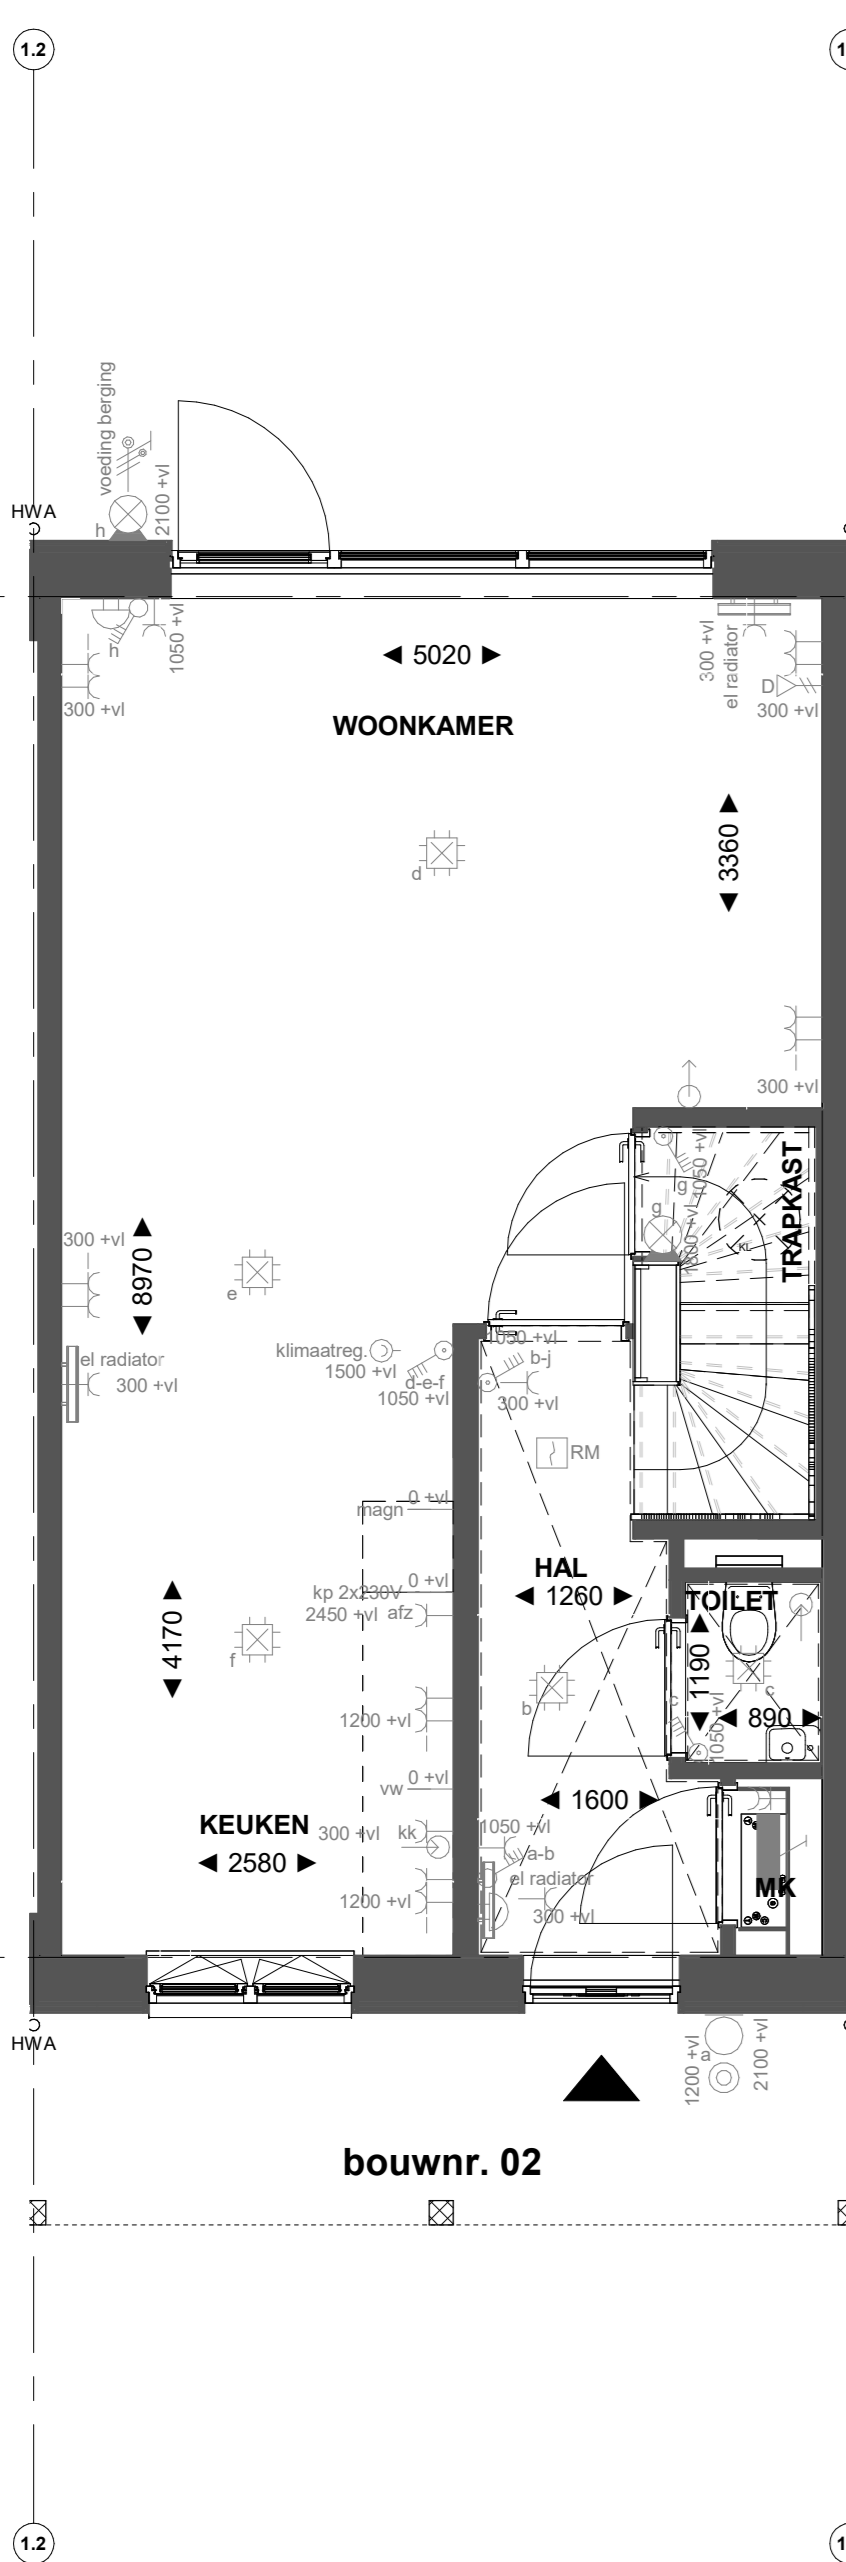 1.2
1
voeding berging
2100 +vl
HWA
h
h
1050 +vl
300 +vl
5020
WOONKAMER
300 +vl
el radiator
D
300 +vl
3360
d
300 +vl
TRAPKAST
1050 +vl
g
g
KL
300 +vl
8970
e
el radiator
300 +vl
klimaatreg.
1500 +vl
d-e-f
1050 +vl
1050 +vl
b-j
300 +vl
RM
0 +vl
magn
HAL
1260
0 +vl
kp 2x230V
2450 +vl afz
TOILET
1190
c
c
890
1050 +vl
4170
f
b
1200 +vl
0 +vl
vw
1600
KEUKEN
2580
300 +vl kk
1050 +vl
a-b
el radiator
300 +vl
1200 +vl
MK
HWA
1200 +vl
a
2100 +vl
bouwnr. 02
1.2
1